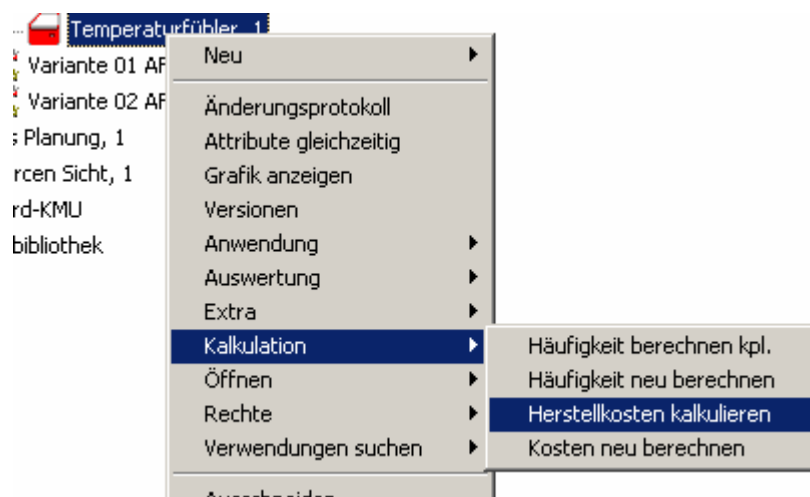 Temperaturfühler, 1
Variante 01 AF
Variante 02 AF
s Planung, 1
rcen Sicht, 1
rd-KMU
bibliothek
Neu
Änderungsprotokoll
Attribute gleichzeitig
Grafik anzeigen
Versionen
Anwendung
Auswertung
Extra
Kalkulation
Öffnen
Rechte
Verwendungen suchen
Ausschneiden
Häufigkeit berechnen kpl.
Häufigkeit neu berechnen
Herstellkosten kalkulieren
Kosten neu berechnen